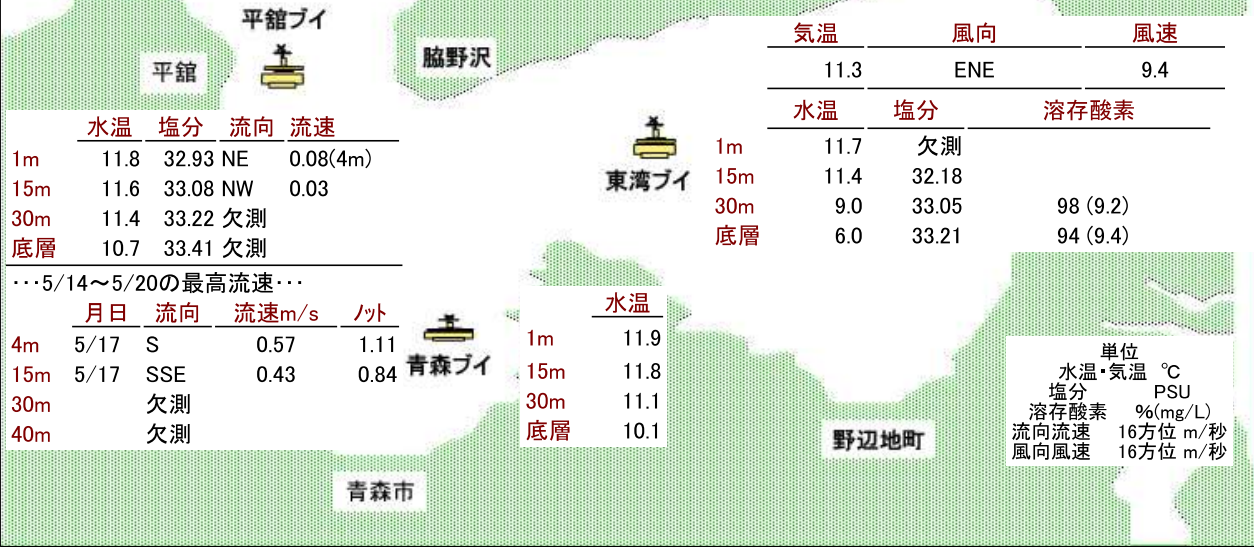 平舘ブイ
平舘
脇野沢
気温 風向 風速
11.3 ENE 9.4
水温 塩分 溶存酸素
1m 11.7 欠測
15m 11.4 32.18
30m 9.0 33.05 98 (9.2)
底層 6.0 33.21 94 (9.4)
東湾ブイ
水温 塩分 流向 流速
1m 11.8 32.93 NE 0.08(4m)
15m 11.6 33.08 NW 0.03
30m 11.4 33.22 欠測
底層 10.7 33.41 欠測
…5/14～5/20の最高流速…
月日 流向 流速m/s ノット
4m 5/17 S 0.57 1.11
15m 5/17 SSE 0.43 0.84
30m 欠測
40m 欠測
青森ブイ
水温
1m 11.9
15m 11.8
30m 11.1
底層 10.1
単位
水温・気温 ℃
塩分 PSU
溶存酸素 %(mg/L)
流向流速 16方位 m/秒
風向風速 16方位 m/秒
野辺地町
青森市